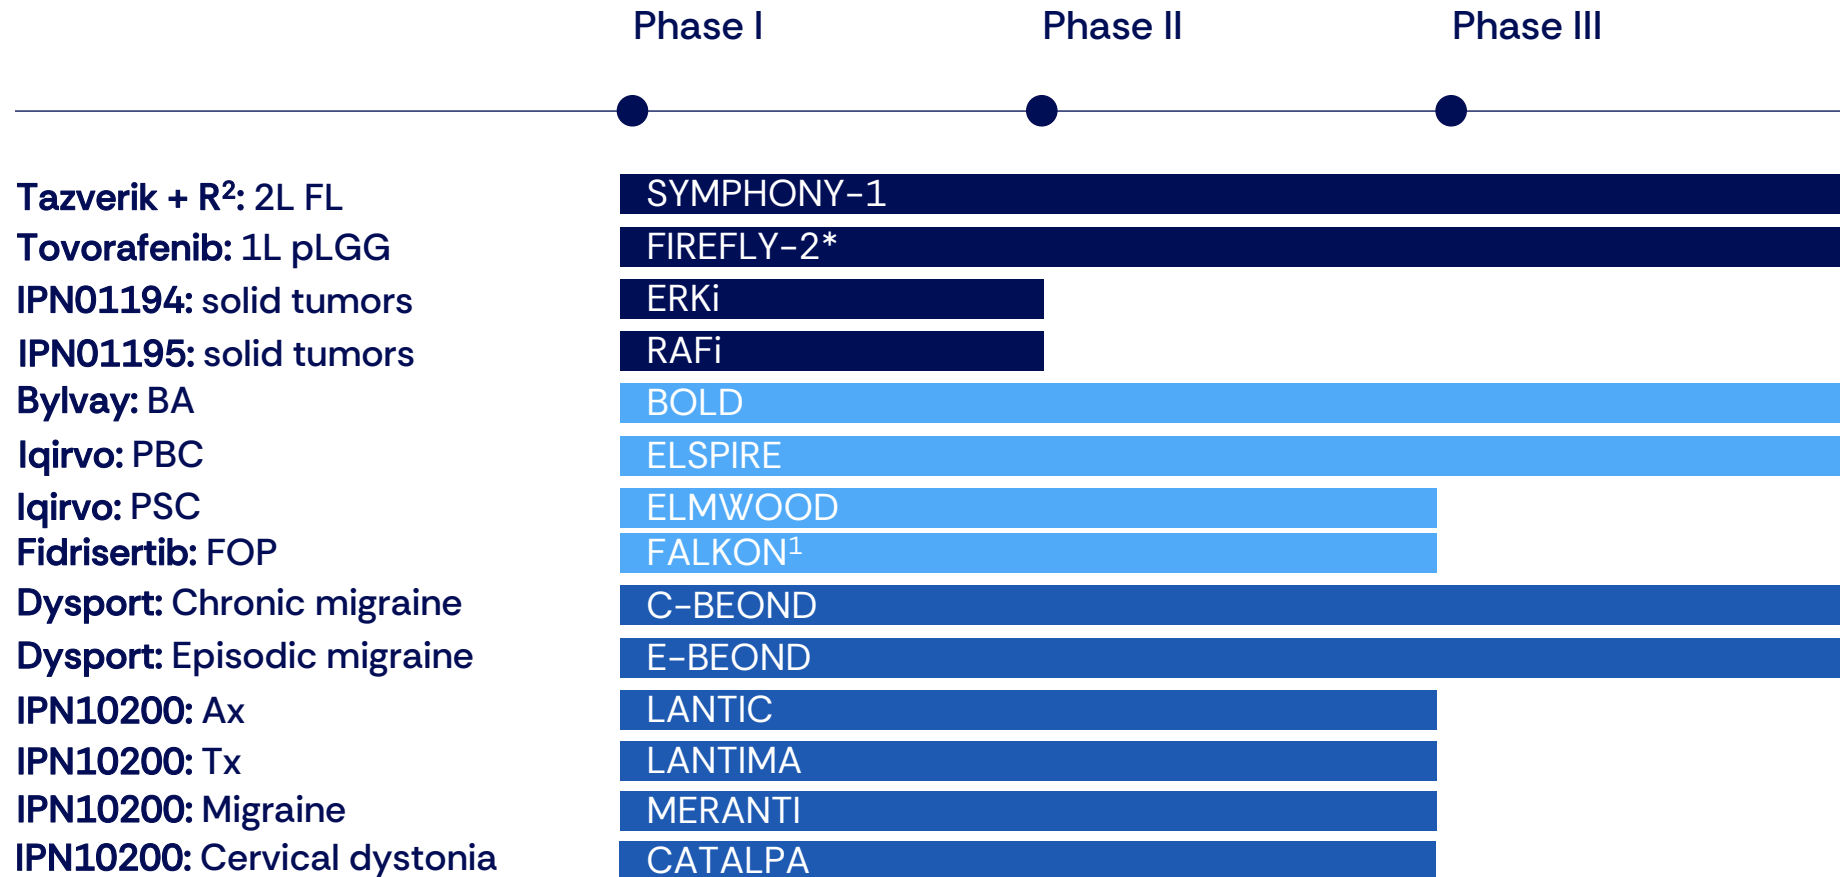 Phase I Phase II Phase III
Tazverik + R²: 2L FL SYMPHONY-1
Tovorafenib: 1L pLGG FIREFLY-2*
IPN01194: solid tumors ERKi
IPN01195: solid tumors RAFi
Bylvay: BA BOLD
Iqirvo: PBC ELSPIRE
Iqirvo: PSC ELMWOOD
Fidrisertib: FOP FALKON¹
Dysport: Chronic migraine C-BEOND
Dysport: Episodic migraine E-BEOND
IPN10200: Ax LANTIC
IPN10200: Tx LANTIMA
IPN10200: Migraine MERANTI
IPN10200: Cervical dystonia CATALPA